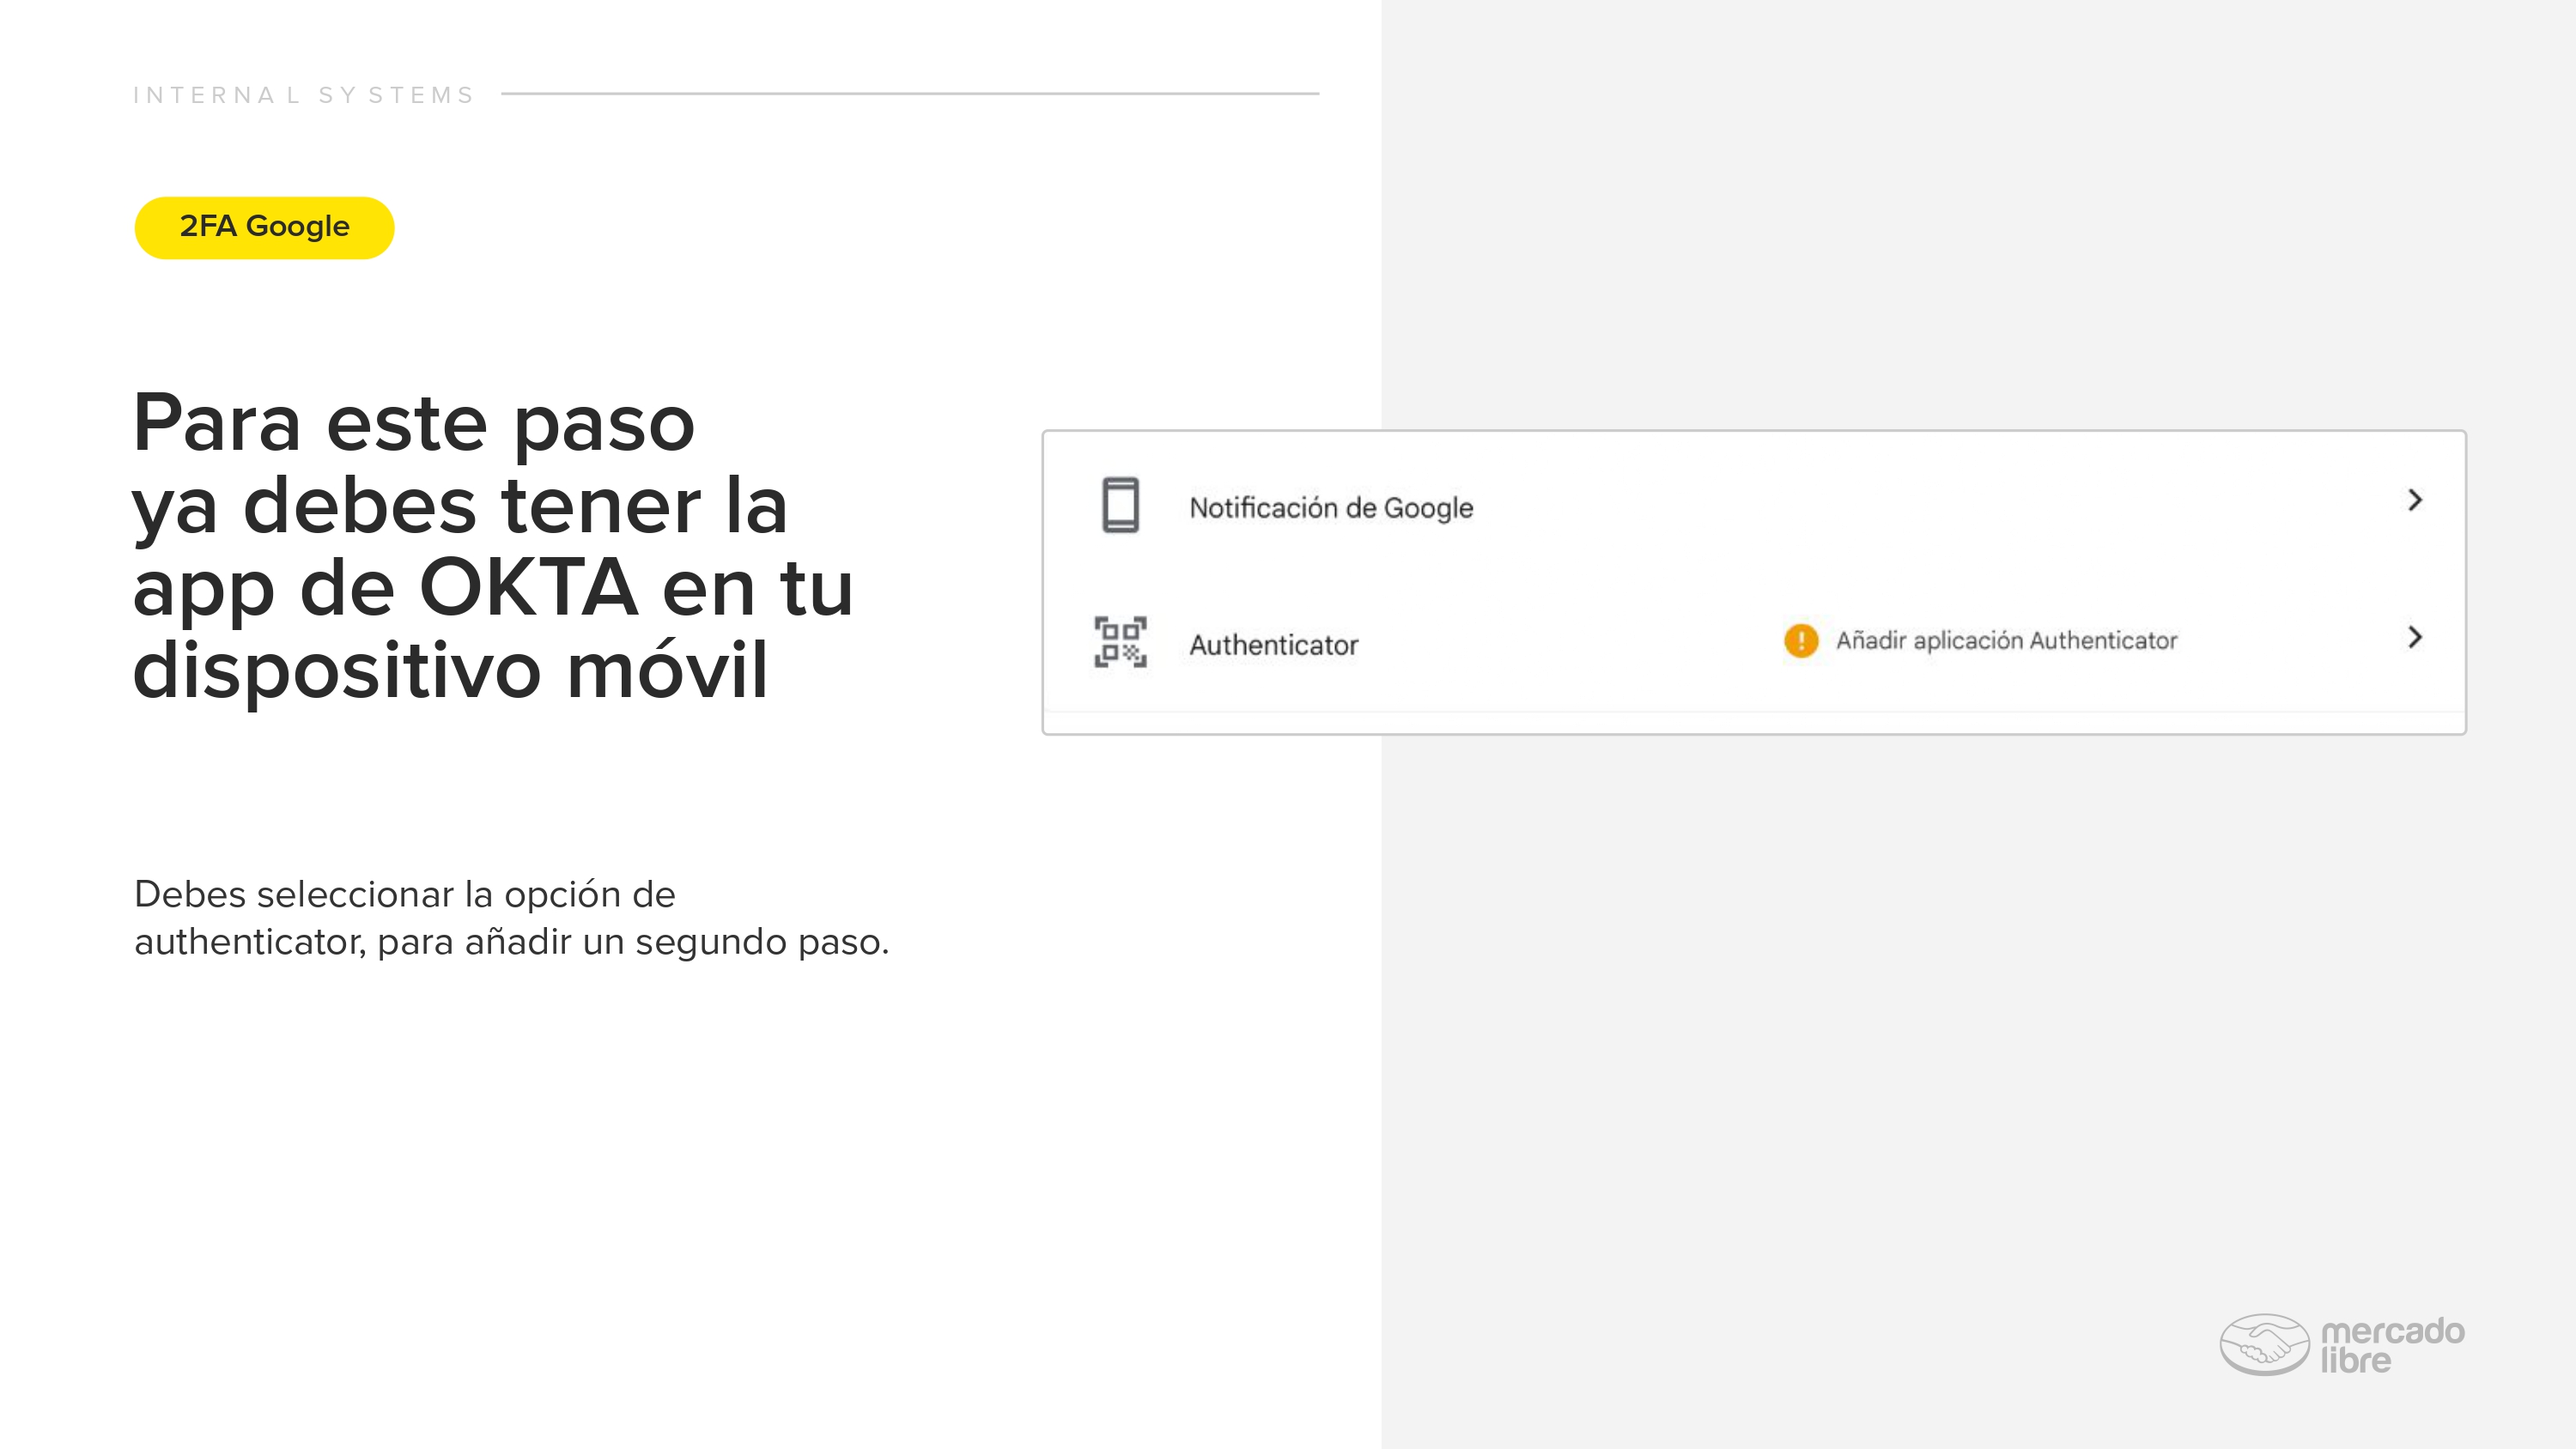 INTERNAL SYSTEMS
2FA Google
Para este paso
ya debes tener la
app de OKTA en tu
dispositivo móvil
Debes seleccionar la opción de
authenticator, para añadir un segundo paso.
Notificación de Google
Authenticator
Añadir aplicación Authenticator
mercado
libre